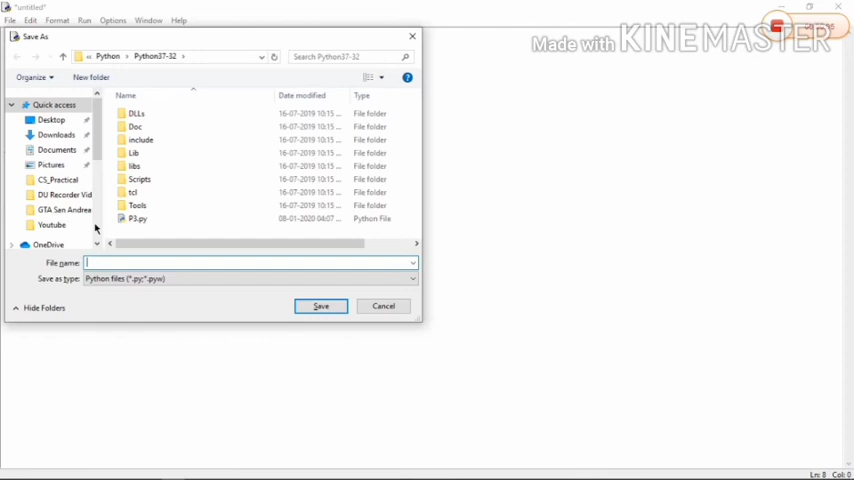 *untitled*
File Edit Format Run Options Window Help
Save As
« Python Python37-32
Search Python37-32
Organize New folder
Name Date modified Type
Quick access
Desktop
Downloads
Documents
Pictures
CS_Practical
DU Recorder Vid
GTA San Andrea
Youtube
OneDrive
DLLs 16-07-2019 10:15 ... File folder
Doc 16-07-2019 10:15 ... File folder
include 16-07-2019 10:15 ... File folder
Lib 16-07-2019 10:15 ... File folder
libs 16-07-2019 10:15 ... File folder
Scripts 16-07-2019 10:15 ... File folder
tcl 16-07-2019 10:15 ... File folder
Tools 16-07-2019 10:15 ... File folder
P3.py 08-01-2020 04:07 ... Python File
File name:
Save as type: Python files (*.py;*.pyw)
Hide Folders
Save Cancel
Made with KINEMASTER
Ln: 8 Col: 0